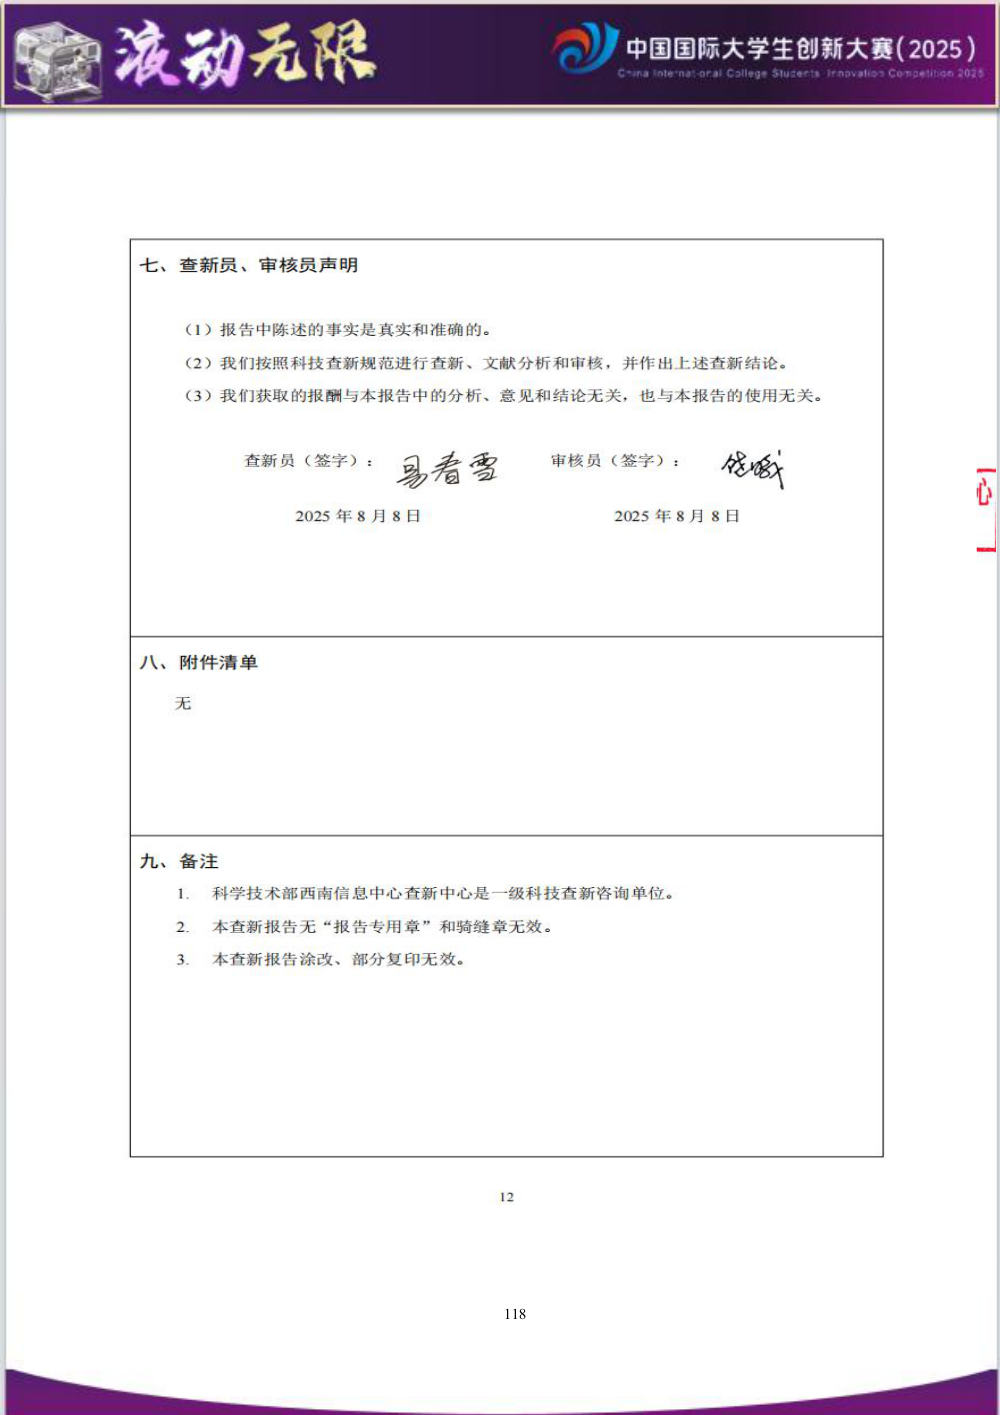 液动无限
中国国际大学生创新大赛(2025)
China International College Students Innovation Competition 2025
七、查新员、审核员声明
（1）报告中陈述的事实是真实和准确的。
（2）我们按照科技查新规范进行查新、文献分析和审核，并作出上述查新结论。
（3）我们获取的报酬与本报告中的分析、意见和结论无关，也与本报告的使用无关。
查新员（签字）： 易春雪 审核员（签字）：
2025 年 8 月 8 日 2025 年 8 月 8 日
心
八、附件清单
无
九、备注
1. 科学技术部西南信息中心查新中心是一级科技查新咨询单位。
2. 本查新报告无“报告专用章”和骑缝章无效。
3. 本查新报告涂改、部分复印无效。
12
118